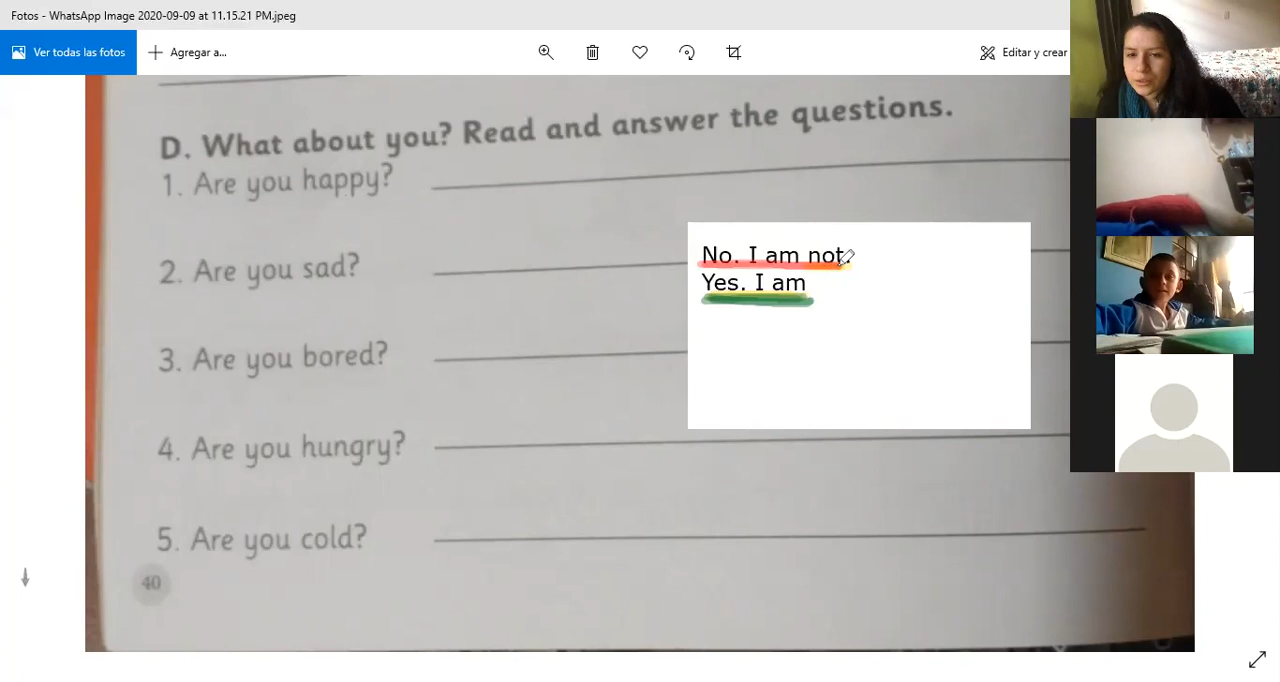 Fotos - WhatsApp Image 2020-09-09 at 11.15.21 PM.jpeg
Ver todas las fotos
Agregar a...
Editar y crear
D. What about you? Read and answer the questions.
1. Are you happy?
2. Are you sad?
No. I am not.
Yes. I am
3. Are you bored?
4. Are you hungry?
5. Are you cold?
40